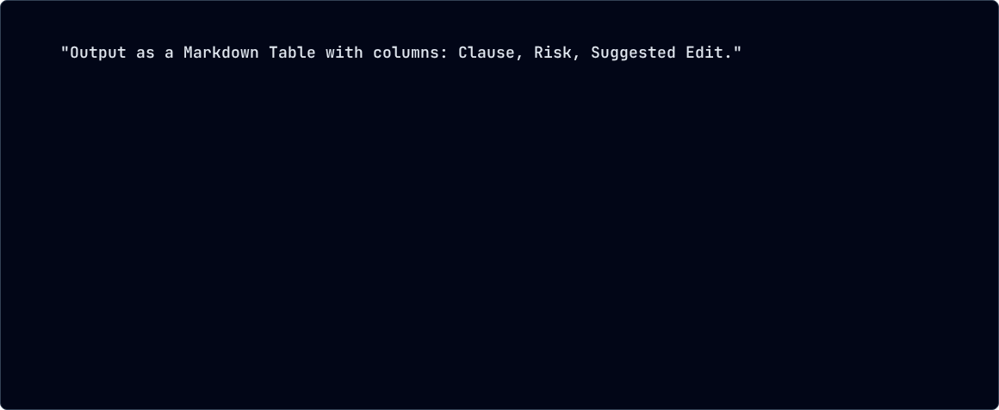 "Output as a Markdown Table with columns: Clause, Risk, Suggested Edit."